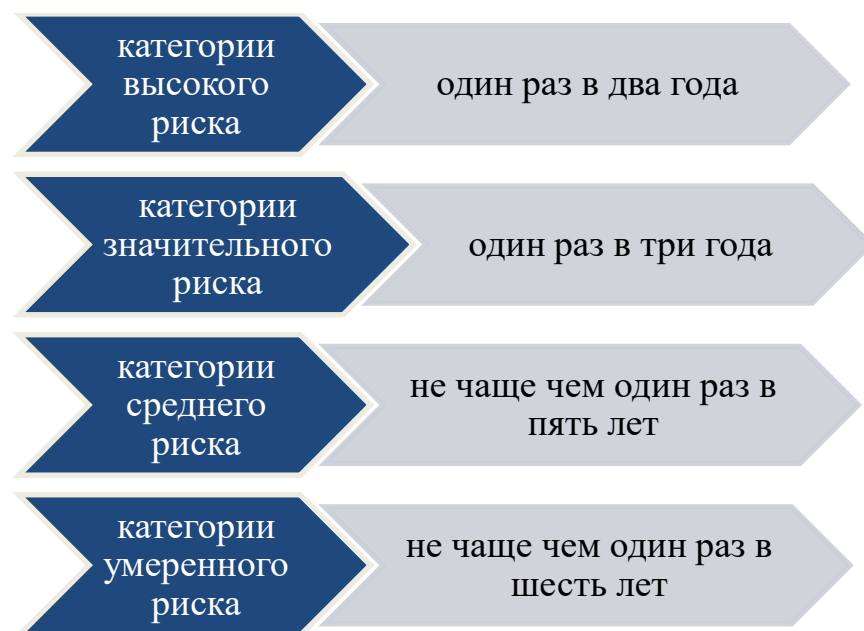 категории
высокого
риска
один раз в два года
категории
значительного
риска
один раз в три года
категории
среднего
риска
не чаще чем один раз в
пять лет
категории
умеренного
риска
не чаще чем один раз в
шесть лет